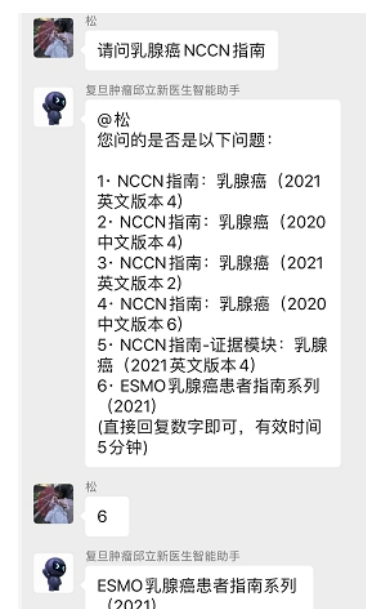 松
请问乳腺癌NCCN指南
复旦肿瘤邱立新医生智能助手
@松
您问的是否是以下问题：
1· NCCN指南：乳腺癌（2021
英文版本4）
2· NCCN指南：乳腺癌（2020
中文版本4）
3· NCCN指南：乳腺癌（2021
英文版本2）
4· NCCN指南：乳腺癌（2020
中文版本6）
5· NCCN指南-证据模块：乳腺
癌（2021英文版本4）
6· ESMO乳腺癌患者指南系列
（2021）
(直接回复数字即可，有效时间
5分钟)
松
6
复旦肿瘤邱立新医生智能助手
ESMO乳腺癌患者指南系列
（2021）